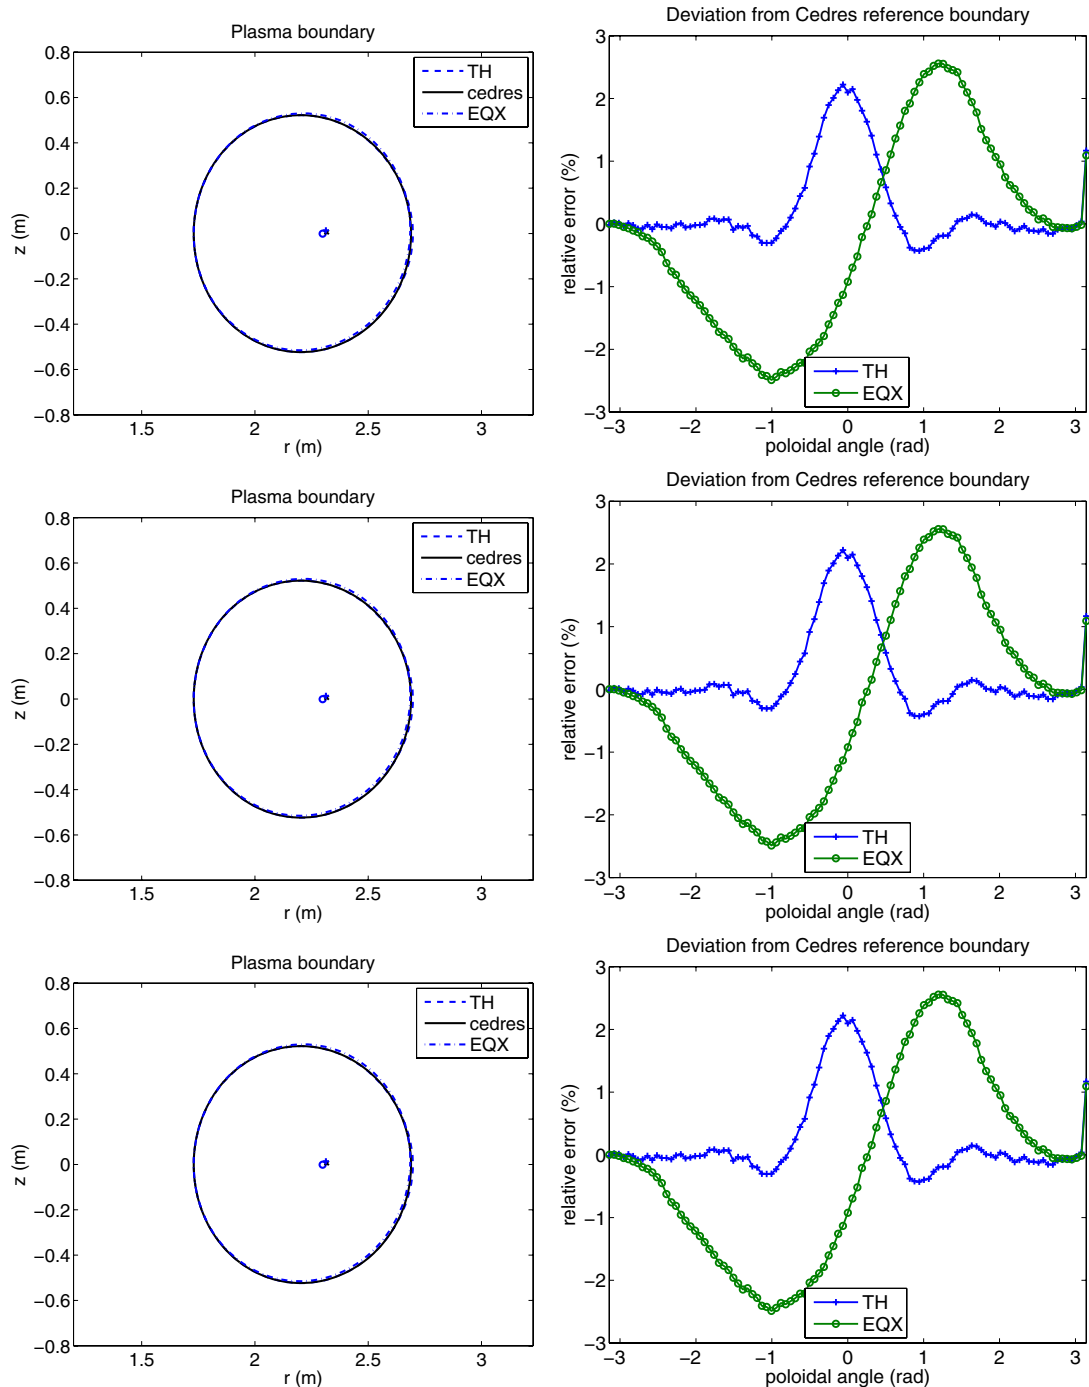 Plasma boundary
0.8
0.6
0.4
0.2
0
−0.2
−0.4
−0.6
−0.8
z (m)
1.5 2 2.5 3
r (m)
TH
cedres
EQX
Deviation from Cedres reference boundary
3
2
1
0
−1
−2
−3
relative error (%)
−3 −2 −1 0 1 2 3
poloidal angle (rad)
TH
EQX
Plasma boundary
0.8
0.6
0.4
0.2
0
−0.2
−0.4
−0.6
−0.8
z (m)
1.5 2 2.5 3
r (m)
TH
cedres
EQX
Deviation from Cedres reference boundary
3
2
1
0
−1
−2
−3
relative error (%)
−3 −2 −1 0 1 2 3
poloidal angle (rad)
TH
EQX
Plasma boundary
0.8
0.6
0.4
0.2
0
−0.2
−0.4
−0.6
−0.8
z (m)
1.5 2 2.5 3
r (m)
TH
cedres
EQX
Deviation from Cedres reference boundary
3
2
1
0
−1
−2
−3
relative error (%)
−3 −2 −1 0 1 2 3
poloidal angle (rad)
TH
EQX